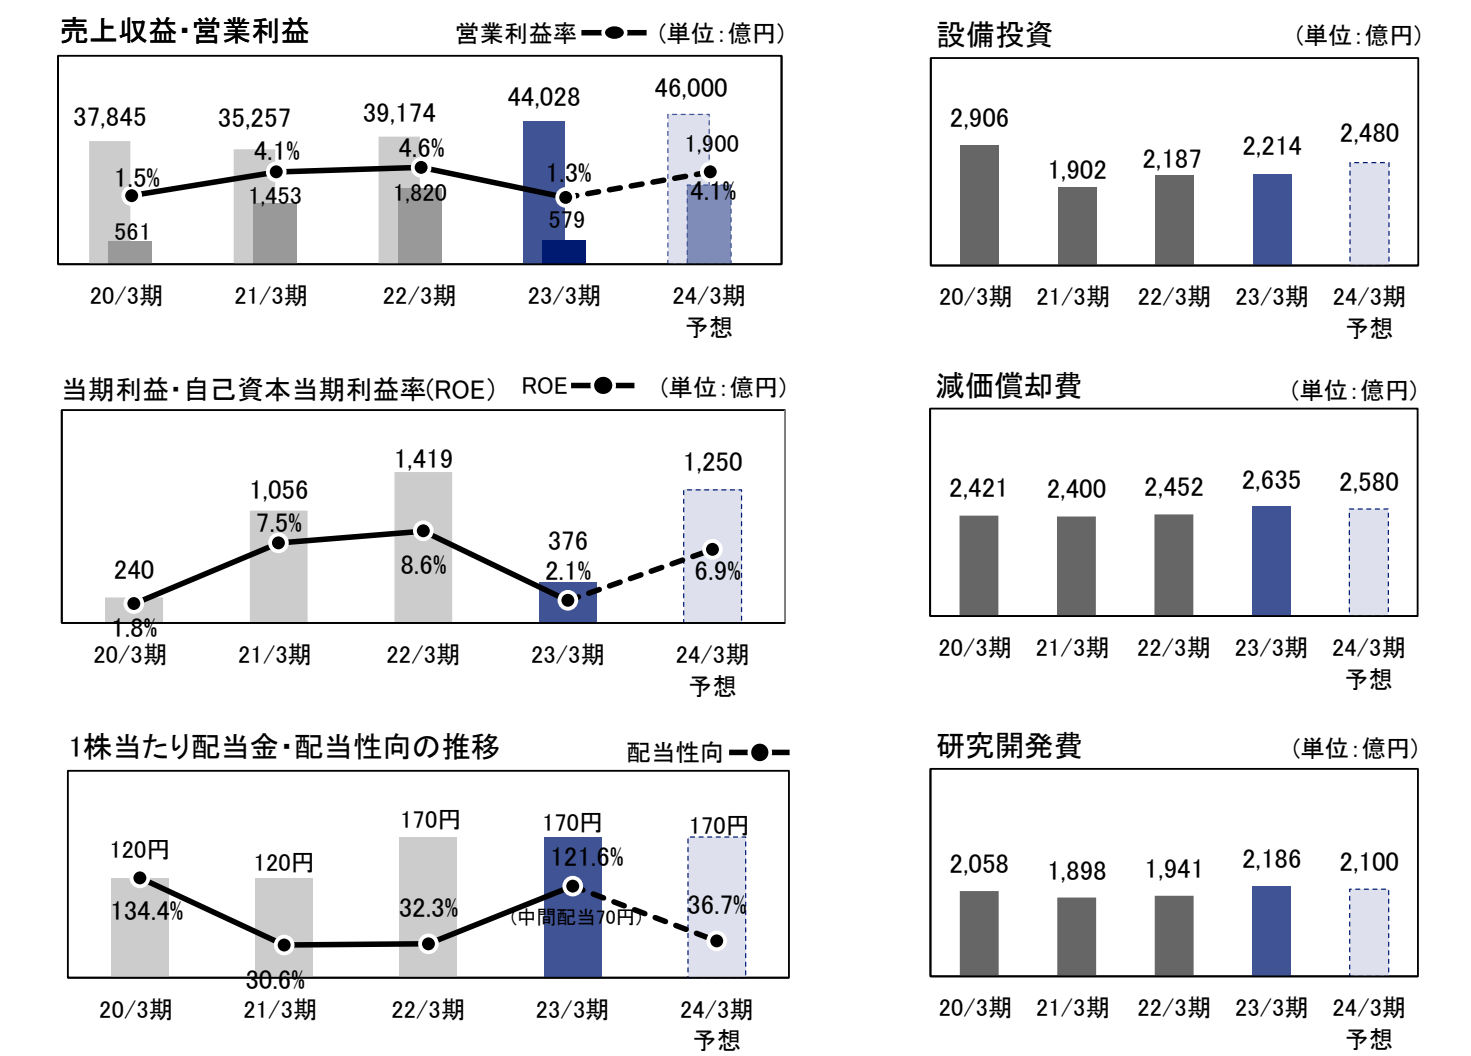 売上収益・営業利益
営業利益率
(単位:億円)
37,845
35,257
39,174
44,028
46,000
1.5%
4.1%
4.6%
1.3%
1,900
561
1,453
1,820
579
4.1%
20/3期
21/3期
22/3期
23/3期
24/3期
予想
設備投資
(単位:億円)
2,906
1,902
2,187
2,214
2,480
20/3期
21/3期
22/3期
23/3期
24/3期
予想
当期利益・自己資本当期利益率(ROE)
ROE
(単位:億円)
240
1,056
1,419
376
1,250
1.8%
7.5%
8.6%
2.1%
6.9%
20/3期
21/3期
22/3期
23/3期
24/3期
予想
減価償却費
(単位:億円)
2,421
2,400
2,452
2,635
2,580
20/3期
21/3期
22/3期
23/3期
24/3期
予想
1株当たり配当金・配当性向の推移
配当性向
120円
120円
170円
170円
170円
134.4%
30.6%
32.3%
121.6%
(中間配当70円)
36.7%
20/3期
21/3期
22/3期
23/3期
24/3期
予想
研究開発費
(単位:億円)
2,058
1,898
1,941
2,186
2,100
20/3期
21/3期
22/3期
23/3期
24/3期
予想